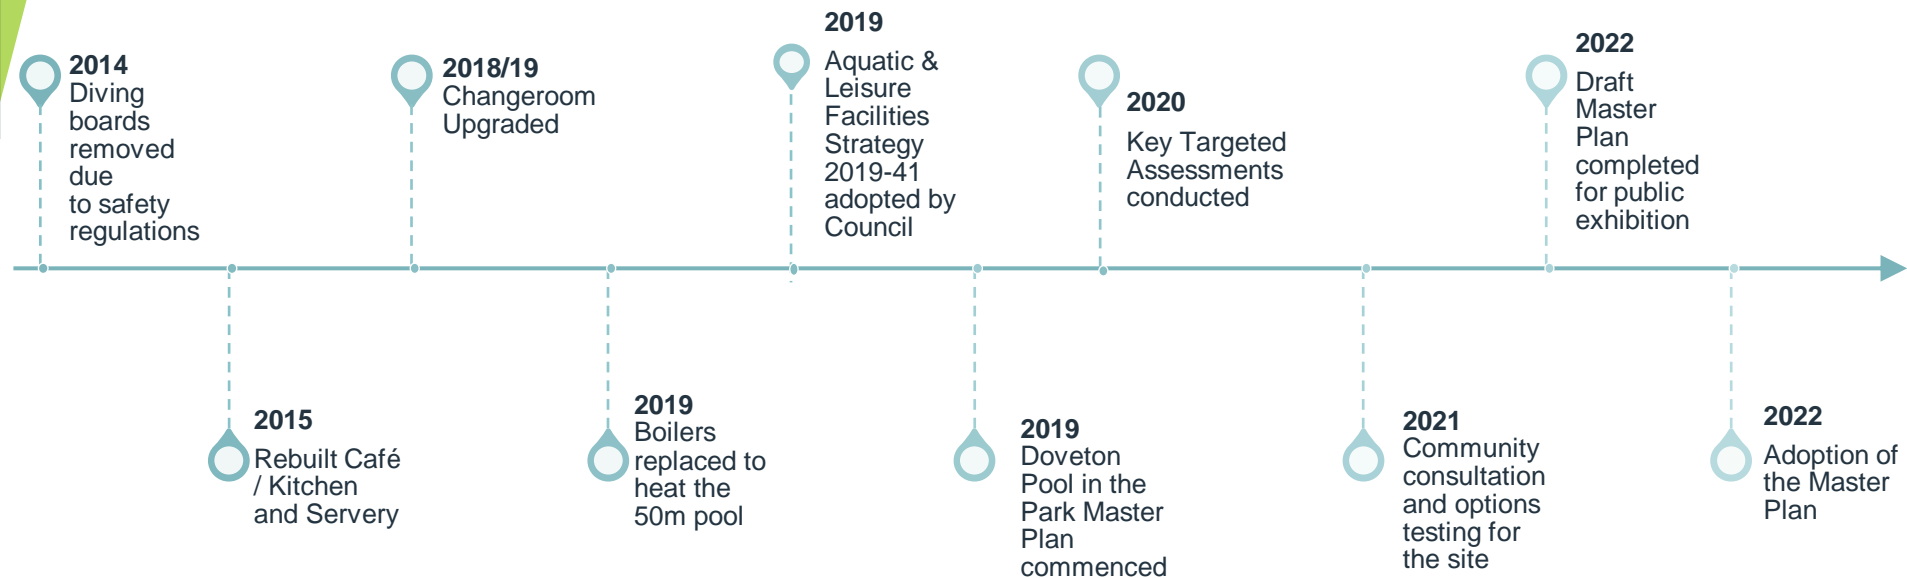 2014
Diving
boards
removed
due
to safety
regulations
2015
Rebuilt Café
/ Kitchen
and Servery
2018/19
Changeroom
Upgraded
2019
Boilers
replaced to
heat the
50m pool
2019
Aquatic &
Leisure
Facilities
Strategy
2019-41
adopted by
Council
2019
Doveton
Pool in the
Park Master
Plan
commenced
2020
Key Targeted
Assessments
conducted
2021
Community
consultation
and options
testing for
the site
2022
Draft
Master
Plan
completed
for public
exhibition
2022
Adoption of
the Master
Plan